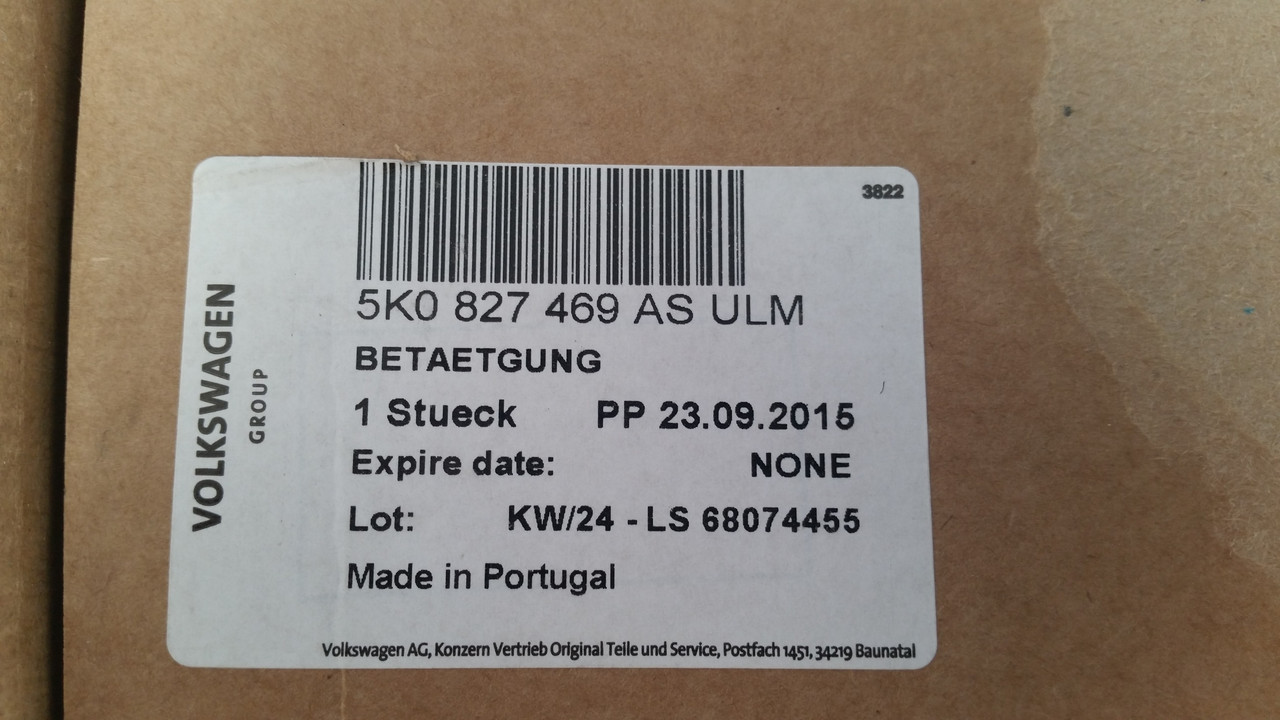 3822
5K0 827 469 AS ULM
BETAETGUNG
1 Stueck PP 23.09.2015
Expire date: NONE
Lot: KW/24 - LS 68074455
Made in Portugal
Volkswagen AG, Konzern Vertrieb Original Teile und Service, Postfach 1451, 34219 Baunatal
VOLKSWAGEN
GROUP